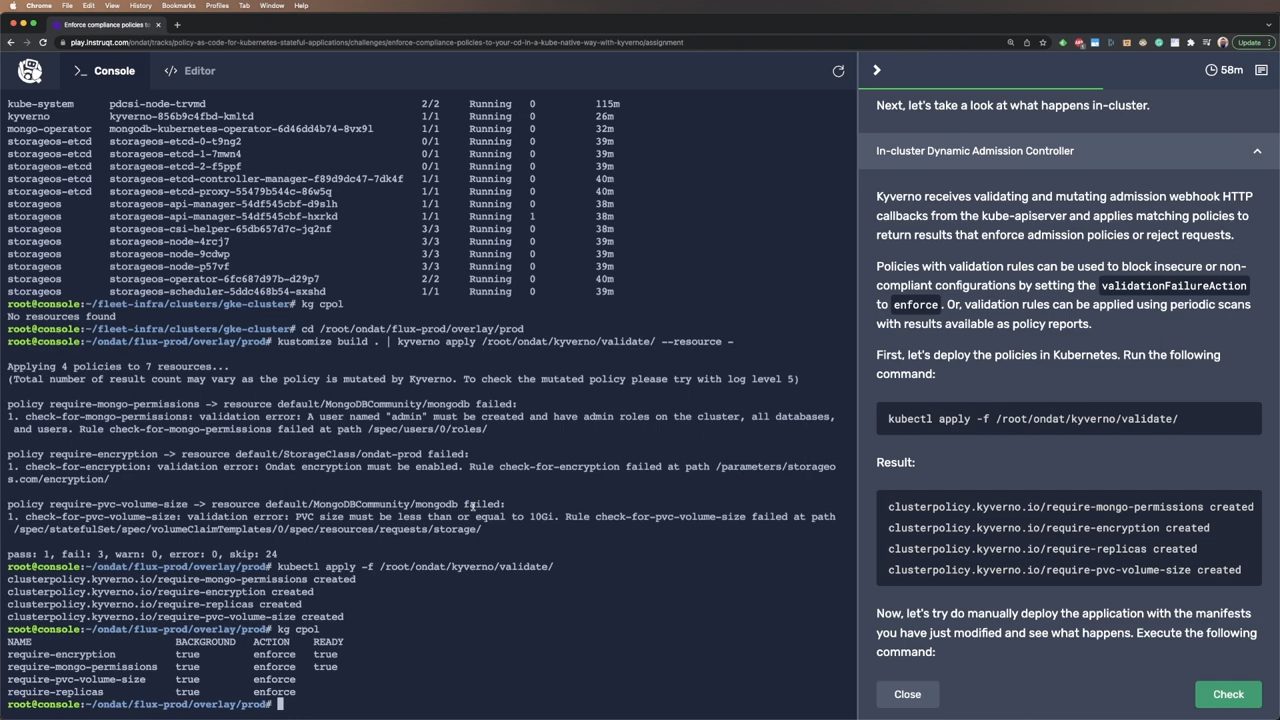 Chrome File Edit View History Bookmarks Profiles Tab Window Help
Enforce compliance policies to
play.instruqt.com/ondat/tracks/policy-as-code-for-kubernetes-stateful-applications/challenges/enforce-compliance-policies-to-your-cd-in-a-kube-native-way-with-kyverno/assignment
Update
>_ Console
</> Editor
kube-system pdcsi-node-trvmd 2/2 Running 0 115m
kyverno kyverno-856b9c4fbd-kmltd 1/1 Running 0 26m
mongo-operator mongodb-kubernetes-operator-6d46dd4b74-8vx9l 1/1 Running 0 32m
storageos-etcd storageos-etcd-0-t9ng2 0/1 Running 0 39m
storageos-etcd storageos-etcd-1-7mwn4 0/1 Running 0 39m
storageos-etcd storageos-etcd-2-f5ppf 0/1 Running 0 39m
storageos-etcd storageos-etcd-controller-manager-f89d9dc47-7dk4f 1/1 Running 0 40m
storageos-etcd storageos-etcd-proxy-55479b544c-86w5q 1/1 Running 0 40m
storageos storageos-api-manager-54df545cbf-d9slh 1/1 Running 0 38m
storageos storageos-api-manager-54df545cbf-hxrkd 1/1 Running 1 38m
storageos storageos-csi-helper-65db657d7c-jq2nf 3/3 Running 0 38m
storageos storageos-node-4rcj7 3/3 Running 0 39m
storageos storageos-node-9cdwp 3/3 Running 0 39m
storageos storageos-node-p57vf 3/3 Running 0 39m
storageos storageos-operator-6fc687d97b-d29p7 2/2 Running 0 40m
storageos storageos-scheduler-5ddc468b54-sxshd 1/1 Running 0 39m
root@console:~/fleet-infra/clusters/gke-cluster# kg cpol
No resources found
root@console:~/fleet-infra/clusters/gke-cluster# cd /root/ondat/flux-prod/overlay/prod
root@console:~/ondat/flux-prod/overlay/prod# kustomize build . | kyverno apply /root/ondat/kyverno/validate/ --resource -
Applying 4 policies to 7 resources...
(Total number of result count may vary as the policy is mutated by Kyverno. To check the mutated policy please try with log level 5)
policy require-mongo-permissions -> resource default/MongoDBCommunity/mongodb failed:
1. check-for-mongo-permissions: validation error: A user named "admin" must be created and have admin roles on the cluster, all databases,
and users. Rule check-for-mongo-permissions failed at path /spec/users/0/roles/
policy require-encryption -> resource default/StorageClass/ondat-prod failed:
1. check-for-encryption: validation error: Ondat encryption must be enabled. Rule check-for-encryption failed at path /parameters/storageo
s.com/encryption/
policy require-pvc-volume-size -> resource default/MongoDBCommunity/mongodb failed:
1. check-for-pvc-volume-size: validation error: PVC size must be less than or equal to 10Gi. Rule check-for-pvc-volume-size failed at path
/spec/statefulSet/spec/volumeClaimTemplates/0/spec/resources/requests/storage/
pass: 1, fail: 3, warn: 0, error: 0, skip: 24
root@console:~/ondat/flux-prod/overlay/prod# kubectl apply -f /root/ondat/kyverno/validate/
clusterpolicy.kyverno.io/require-mongo-permissions created
clusterpolicy.kyverno.io/require-encryption created
clusterpolicy.kyverno.io/require-replicas created
clusterpolicy.kyverno.io/require-pvc-volume-size created
root@console:~/ondat/flux-prod/overlay/prod# kg cpol
NAME BACKGROUND ACTION READY
require-encryption true enforce true
require-mongo-permissions true enforce true
require-pvc-volume-size true enforce
require-replicas true enforce
root@console:~/ondat/flux-prod/overlay/prod#
58m
Next, let's take a look at what happens in-cluster.
In-cluster Dynamic Admission Controller
Kyverno receives validating and mutating admission webhook HTTP
callbacks from the kube-apiserver and applies matching policies to
return results that enforce admission policies or reject requests.
Policies with validation rules can be used to block insecure or non-
compliant configurations by setting the validationFailureAction
to enforce. Or, validation rules can be applied using periodic scans
with results available as policy reports.
First, let's deploy the policies in Kubernetes. Run the following
command:
kubectl apply -f /root/ondat/kyverno/validate/
Result:
clusterpolicy.kyverno.io/require-mongo-permissions created
clusterpolicy.kyverno.io/require-encryption created
clusterpolicy.kyverno.io/require-replicas created
clusterpolicy.kyverno.io/require-pvc-volume-size created
Now, let's try do manually deploy the application with the manifests
you have just modified and see what happens. Execute the following
command:
Close
Check